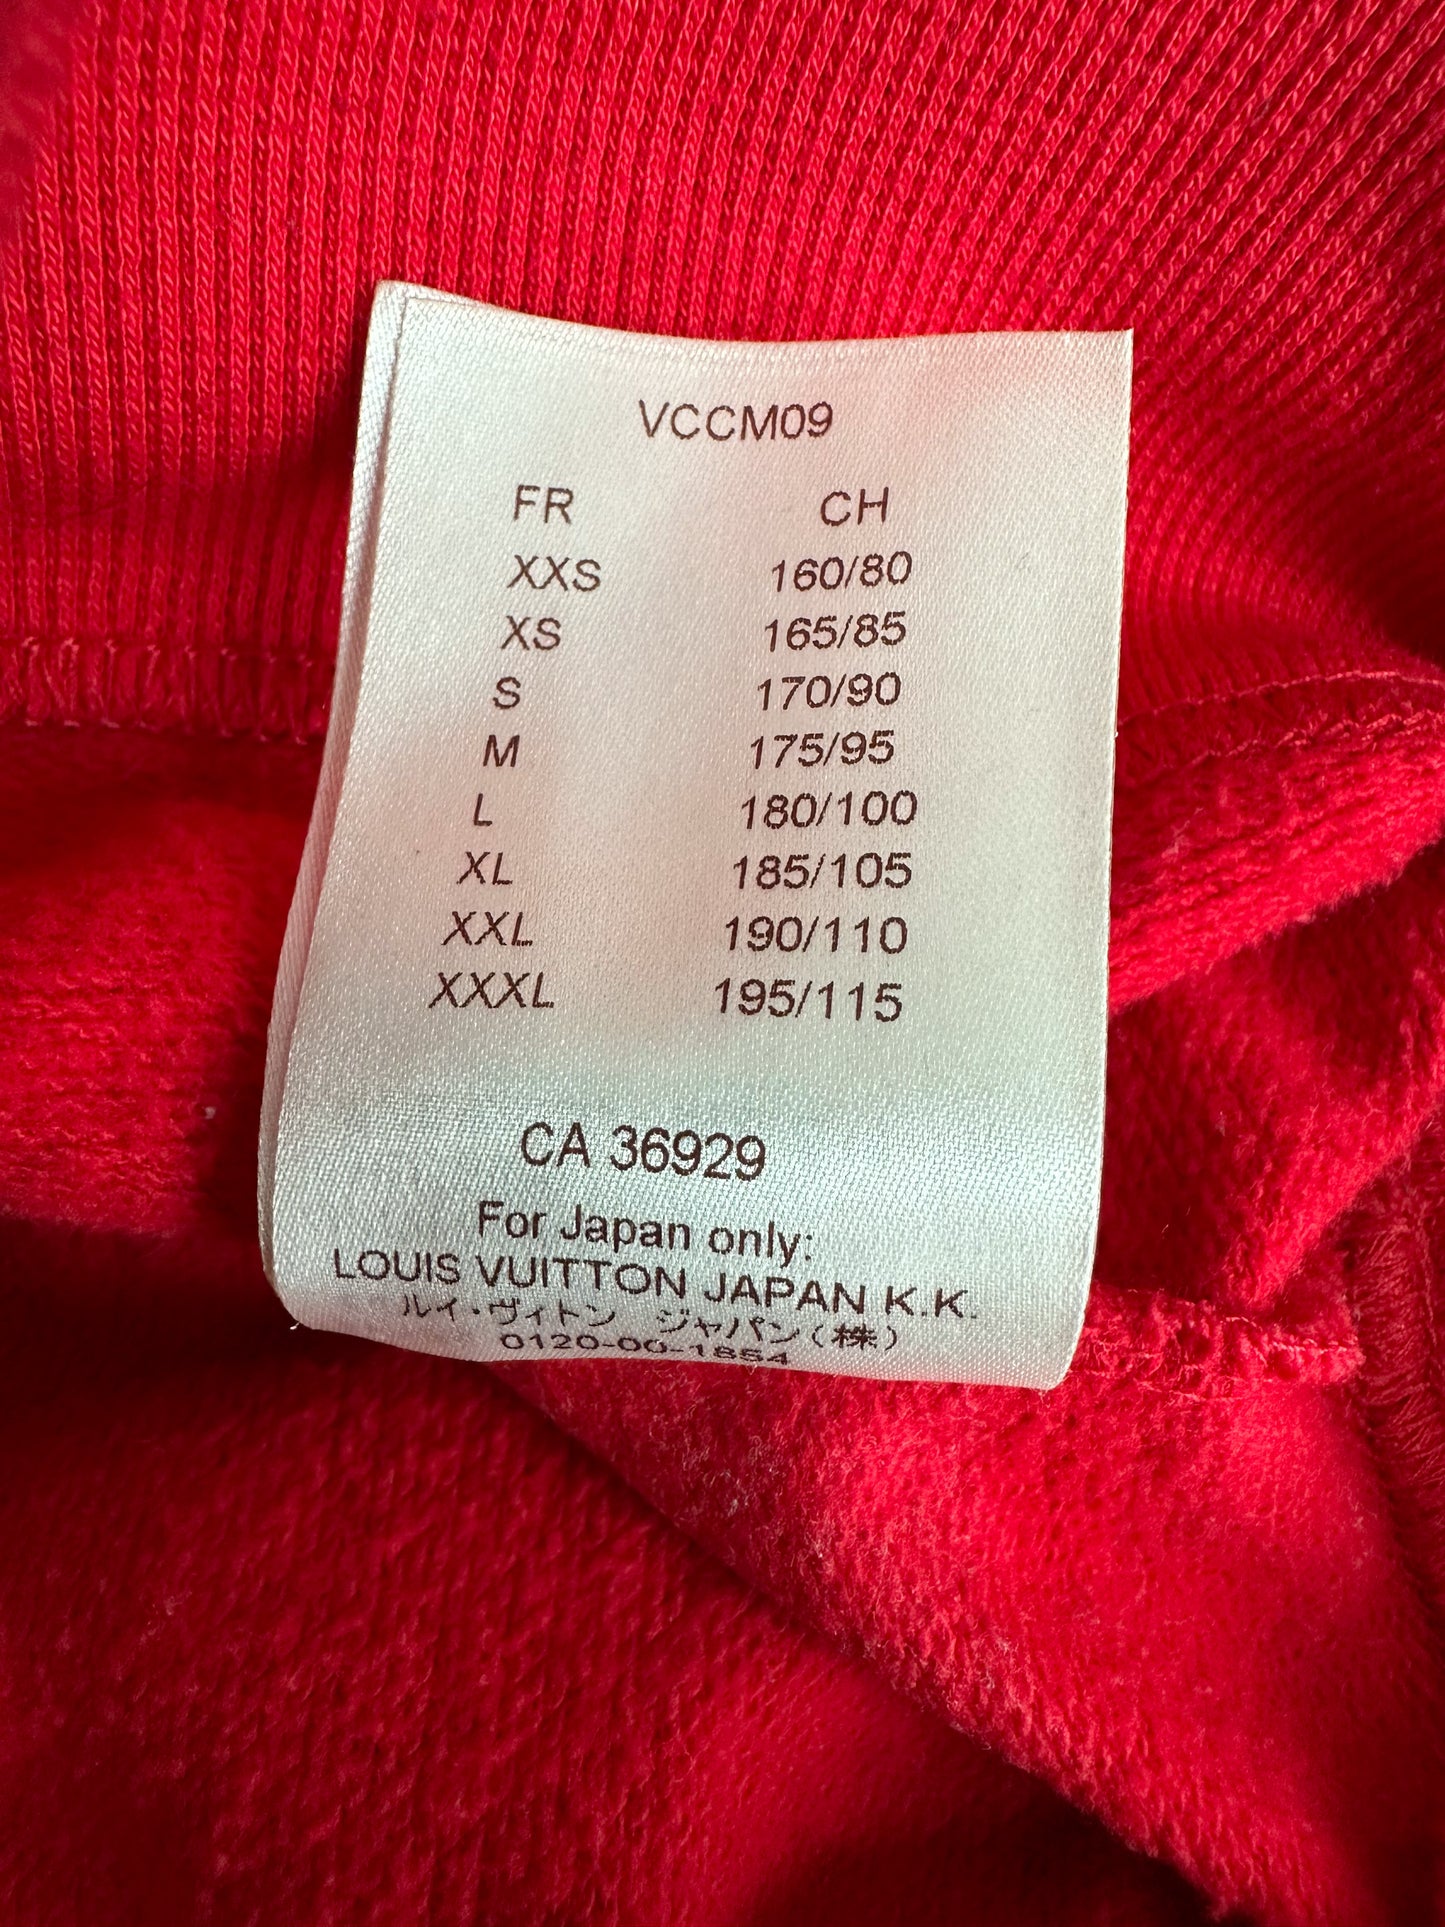 VCCM09
FR CH
XXS 160/80
XS 165/85
S 170/90
M 175/95
L 180/100
XL 185/105
XXL 190/110
XXXL 195/115
CA 36929
For Japan only:
LOUIS VUITTON JAPAN K.K.
ルイ・ヴィトン ジャパン(株)
0120-00-1854